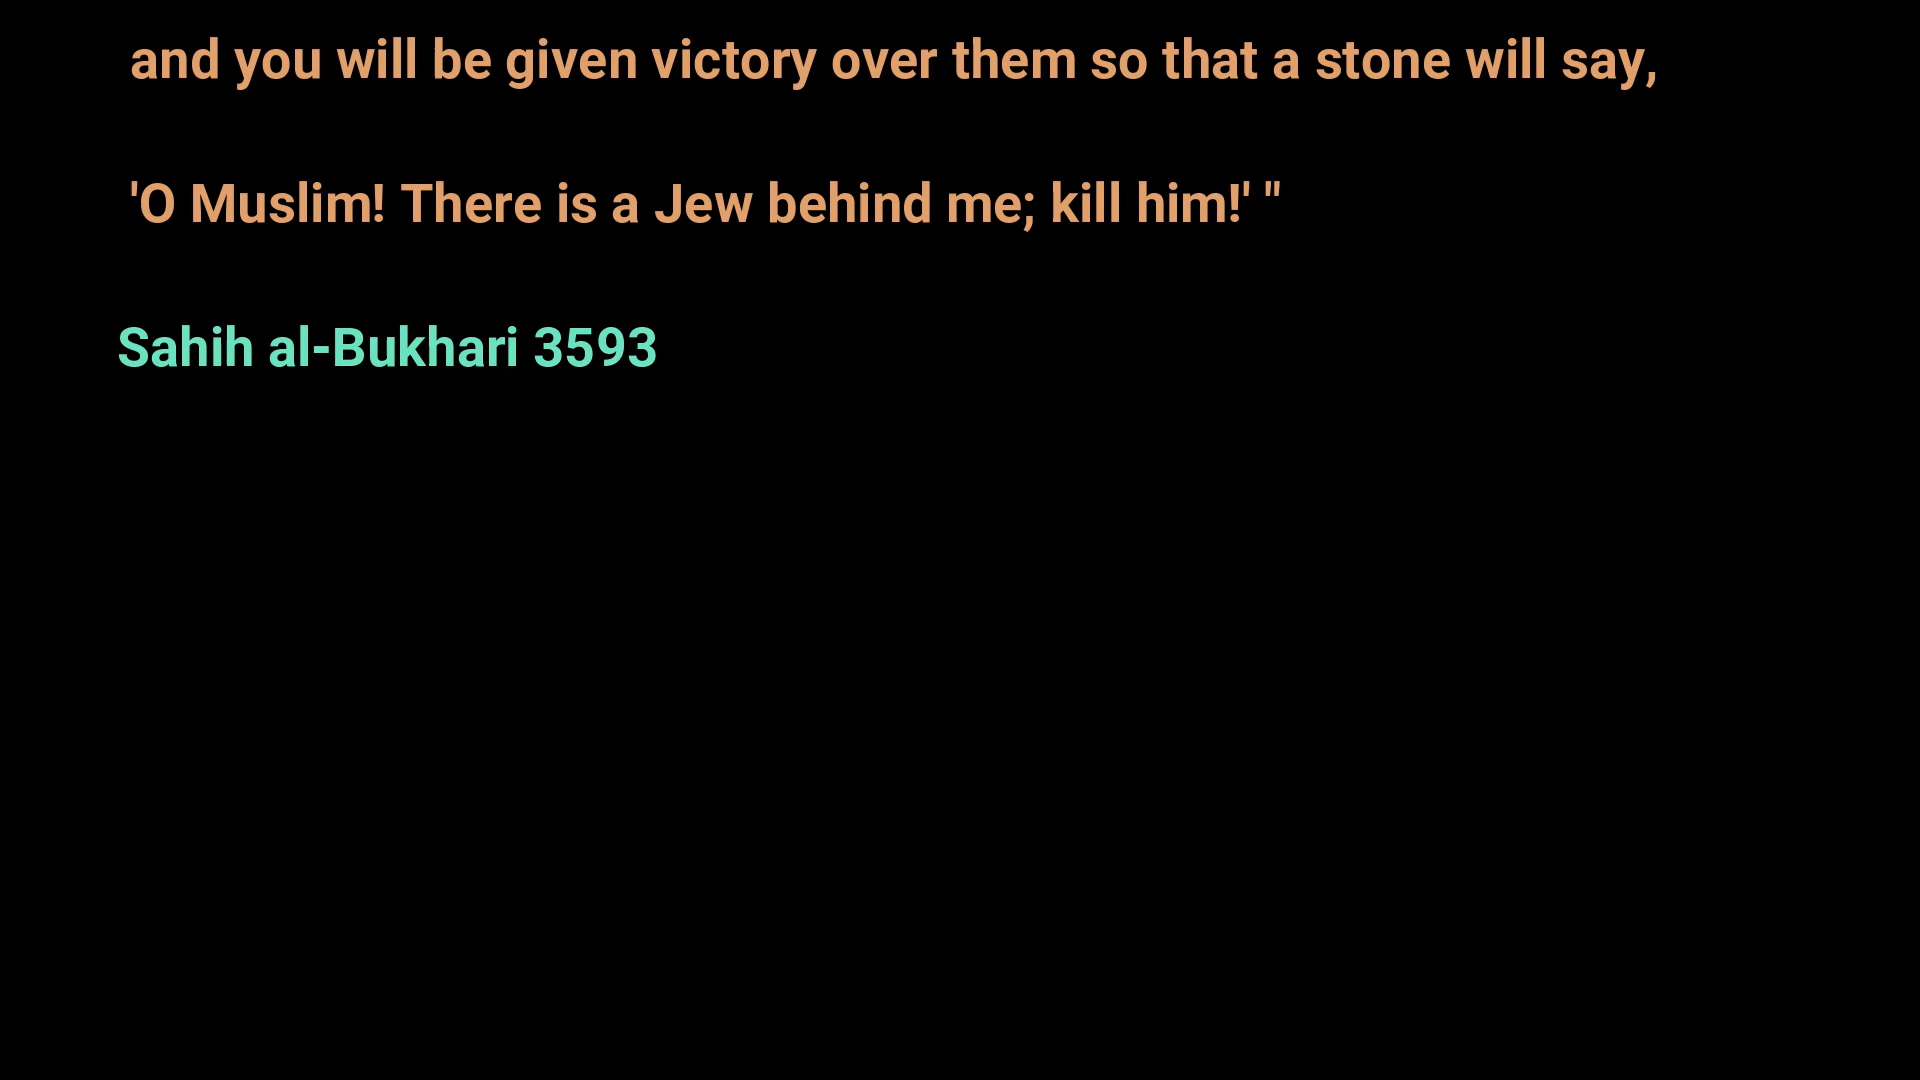 and you will be given victory over them so that a stone will say,
'O Muslim! There is a Jew behind me; kill him!' "
Sahih al-Bukhari 3593